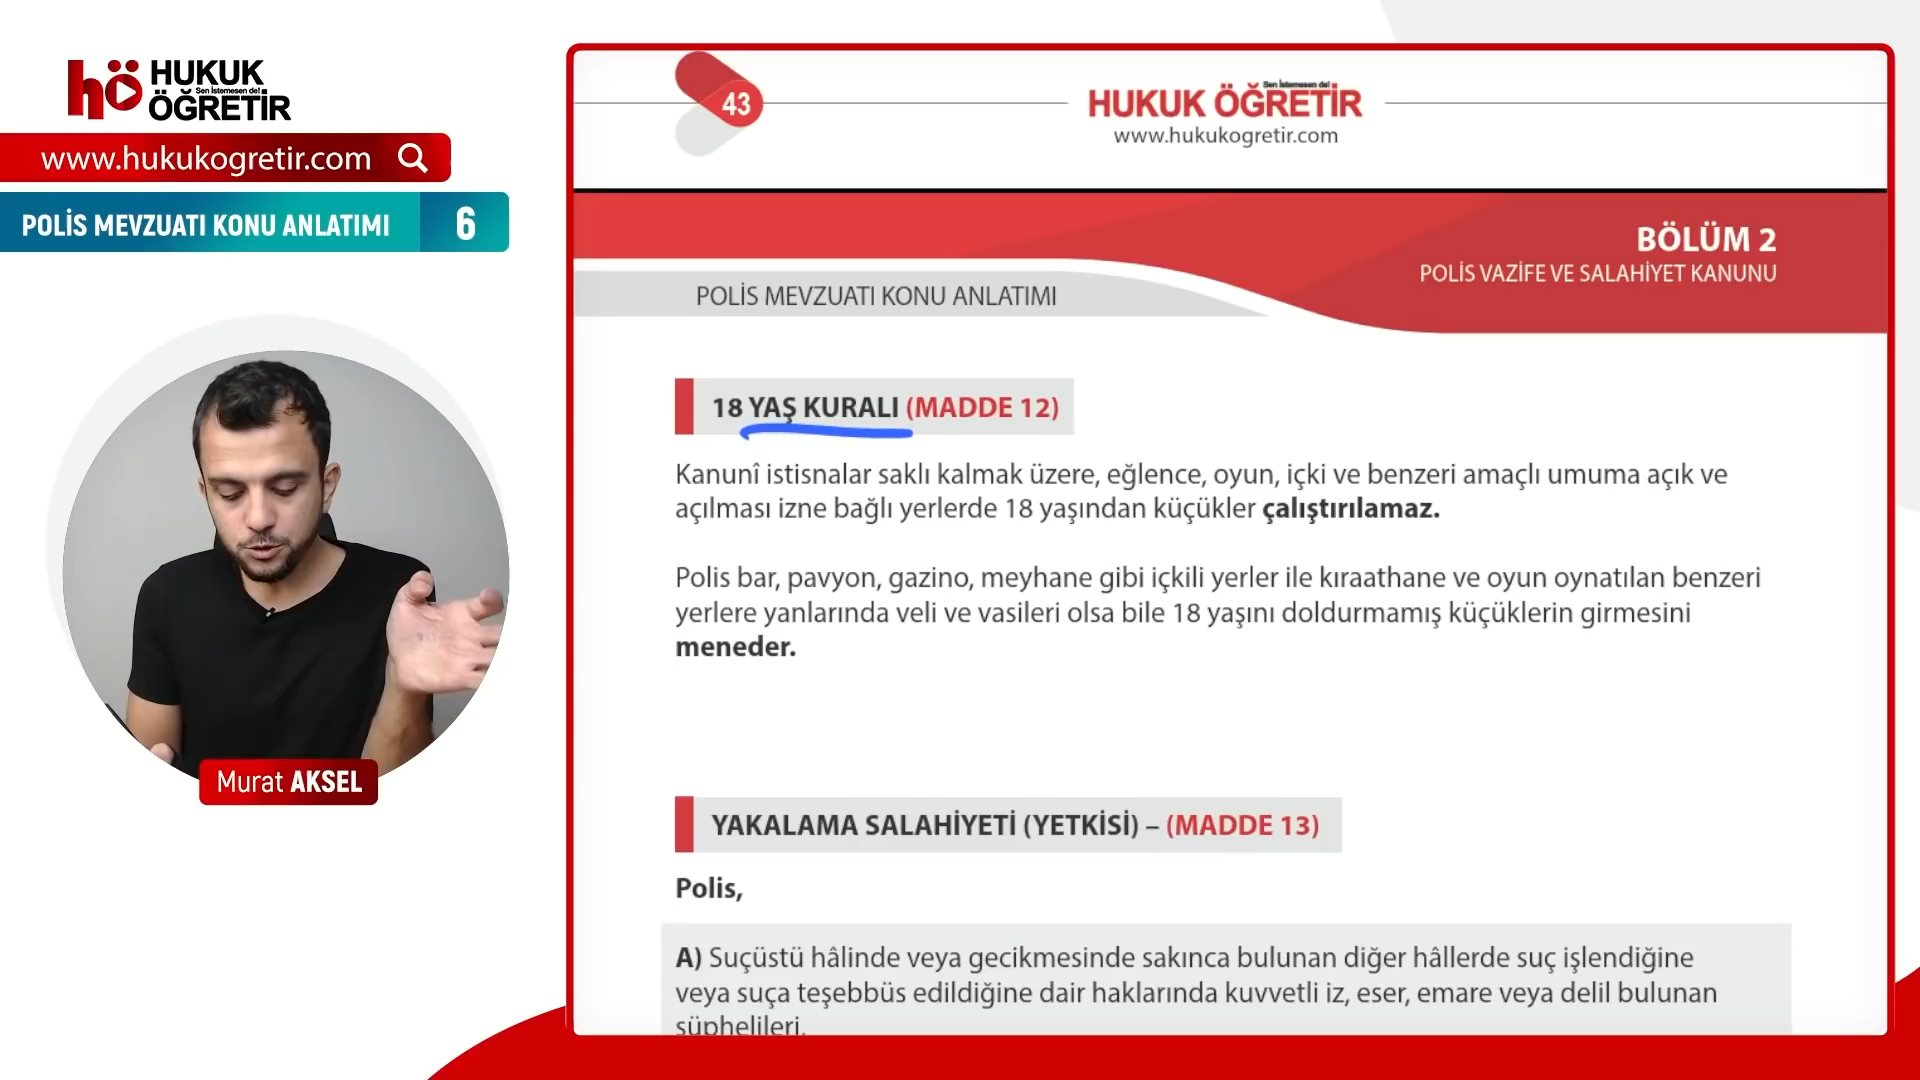 hö HUKUK
Sen İstemesen de!
ÖĞRETİR
www.hukukogretir.com
POLİS MEVZUATI KONU ANLATIMI 6
Murat AKSEL
43
Sen İstemesen de!
HUKUK ÖĞRETİR
www.hukukogretir.com
BÖLÜM 2
POLİS VAZİFE VE SALAHİYET KANUNU
POLİS MEVZUATI KONU ANLATIMI
18 YAŞ KURALI (MADDE 12)
Kanunî istisnalar saklı kalmak üzere, eğlence, oyun, içki ve benzeri amaçlı umuma açık ve
açılması izne bağlı yerlerde 18 yaşından küçükler çalıştırılamaz.
Polis bar, pavyon, gazino, meyhane gibi içkili yerler ile kıraathane ve oyun oynatılan benzeri
yerlere yanlarında veli ve vasileri olsa bile 18 yaşını doldurmamış küçüklerin girmesini
meneder.
YAKALAMA SALAHİYETİ (YETKİSİ) – (MADDE 13)
Polis,
A) Suçüstü hâlinde veya gecikmesinde sakınca bulunan diğer hâllerde suç işlendiğine
veya suça teşebbüs edildiğine dair haklarında kuvvetli iz, eser, emare veya delil bulunan
şüphelileri,